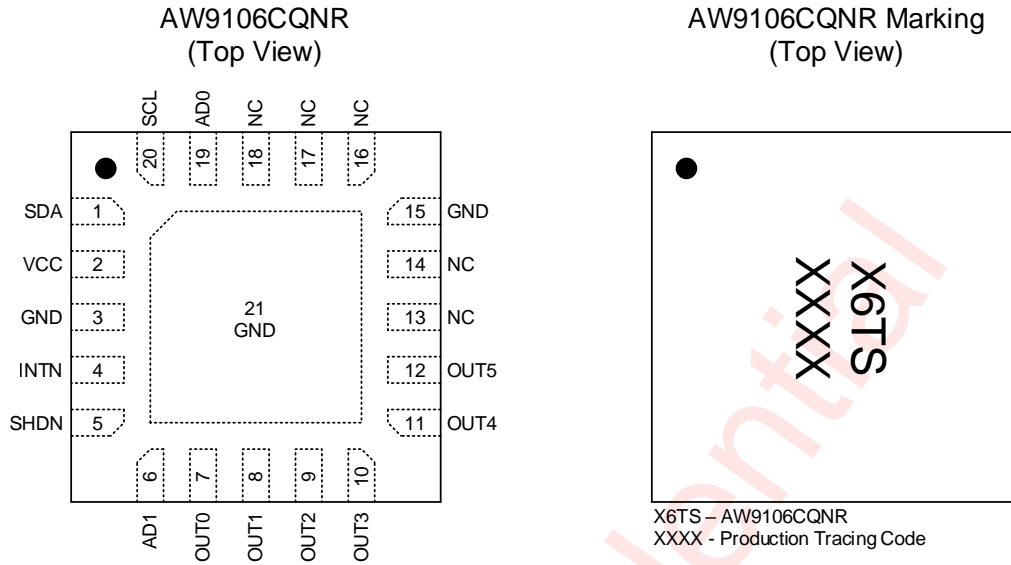 AW9106CQNR
(Top View)
SCL
AD0
NC
NC
NC
20
19
18
17
16
SDA
1
VCC
2
GND
3
INTN
4
SHDN
5
21
GND
15
GND
14
NC
13
NC
12
OUT5
11
OUT4
6
7
8
9
10
AD1
OUT0
OUT1
OUT2
OUT3
AW9106CQNR Marking
(Top View)
X6TS
XXXX
X6TS – AW9106CQNR
XXXX - Production Tracing Code
dential